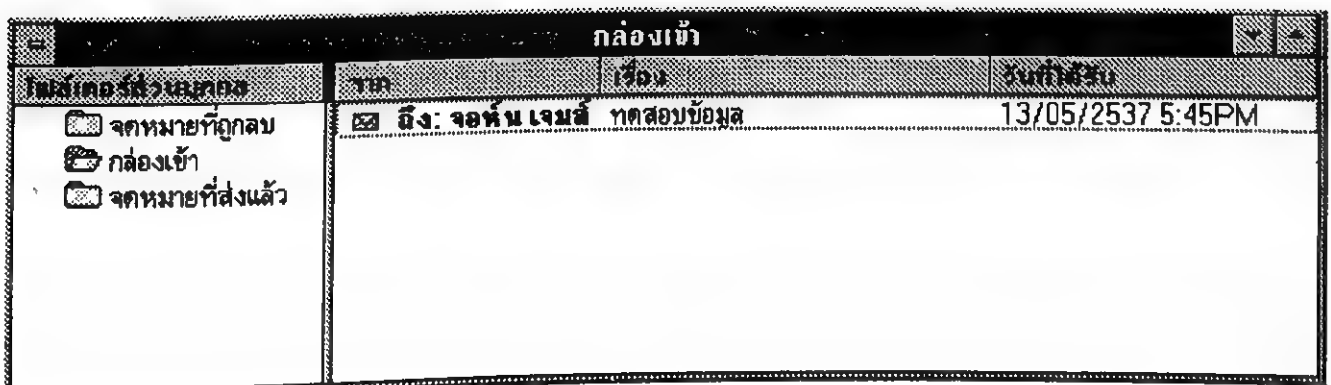 กล่องเข้า
โฟลเดอร์ส่วนบุคคล
จาก เรื่อง วันที่ได้รับ
จดหมายที่ถูกลบ
กล่องเข้า
จดหมายที่ส่งแล้ว
ถึง: จอห์น เจมส์ ทดสอบข้อมูล 13/05/2537 5:45PM